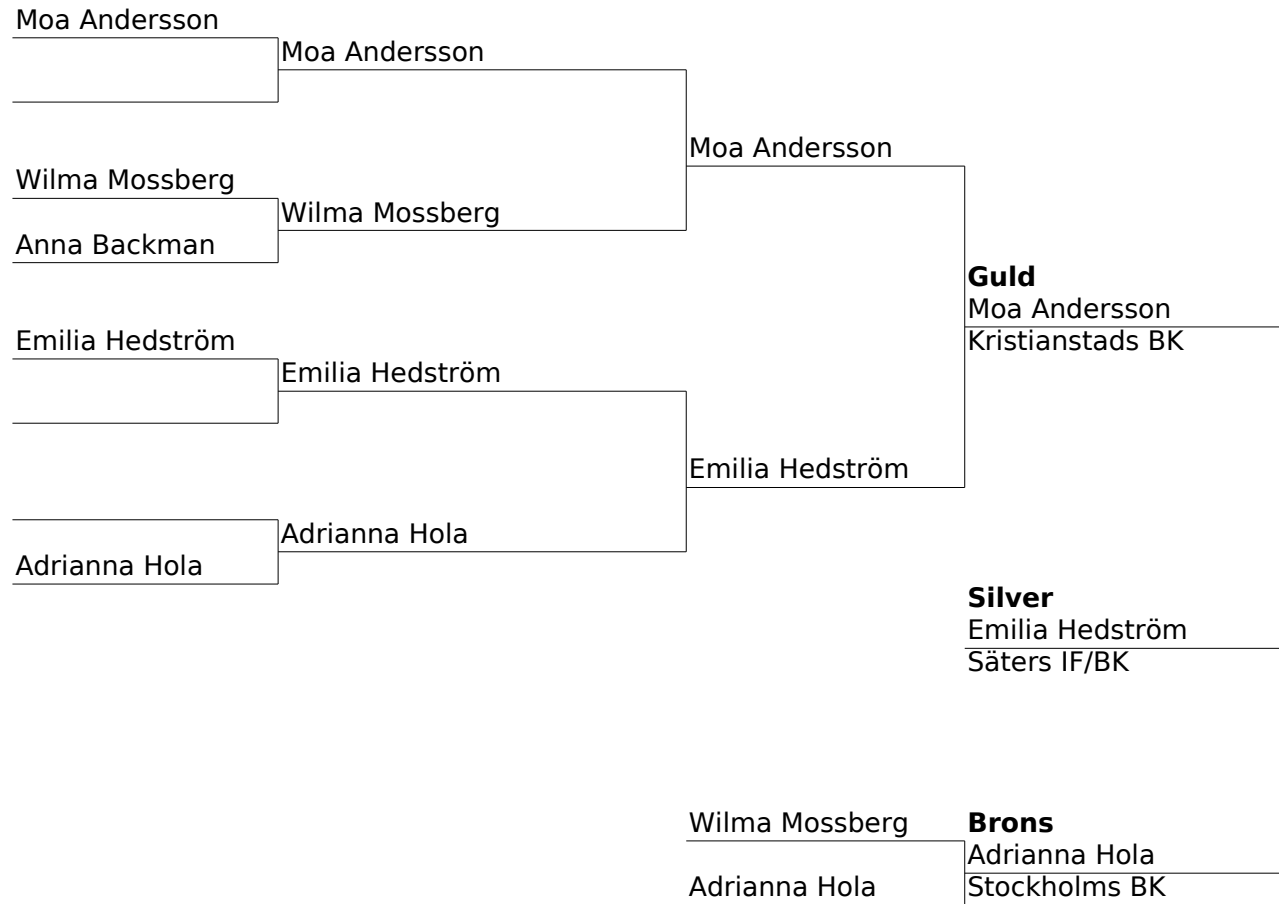 Moa Andersson
Moa Andersson
Moa Andersson
Wilma Mossberg
Wilma Mossberg
Anna Backman
Guld
Moa Andersson
Kristianstads BK
Emilia Hedström
Emilia Hedström
Emilia Hedström
Adrianna Hola
Adrianna Hola
Silver
Emilia Hedström
Säters IF/BK
Wilma Mossberg
Adrianna Hola
Brons
Adrianna Hola
Stockholms BK